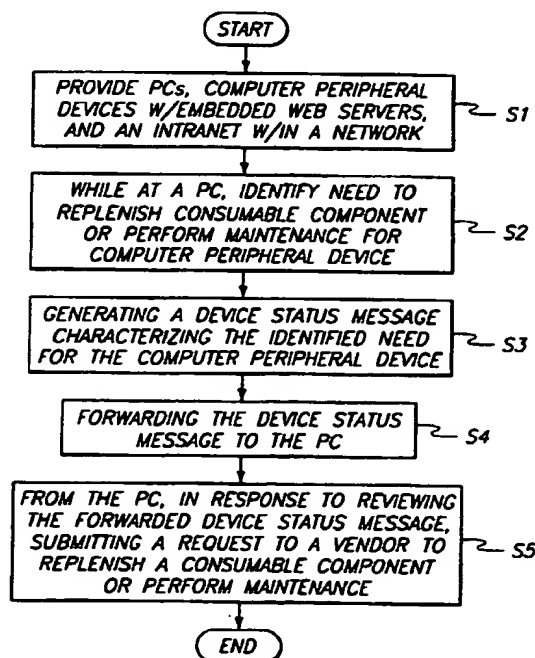 START
PROVIDE PCs, COMPUTER PERIPHERAL
DEVICES W/EMBEDDED WEB SERVERS,
AND AN INTRANET W/IN A NETWORK
S1
WHILE AT A PC, IDENTIFY NEED TO
REPLENISH CONSUMABLE COMPONENT
OR PERFORM MAINTENANCE FOR
COMPUTER PERIPHERAL DEVICE
S2
GENERATING A DEVICE STATUS MESSAGE
CHARACTERIZING THE IDENTIFIED NEED
FOR THE COMPUTER PERIPHERAL DEVICE
S3
FORWARDING THE DEVICE STATUS
MESSAGE TO THE PC
S4
FROM THE PC, IN RESPONSE TO REVIEWING
THE FORWARDED DEVICE STATUS MESSAGE,
SUBMITTING A REQUEST TO A VENDOR TO
REPLENISH A CONSUMABLE COMPONENT
OR PERFORM MAINTENANCE
S5
END